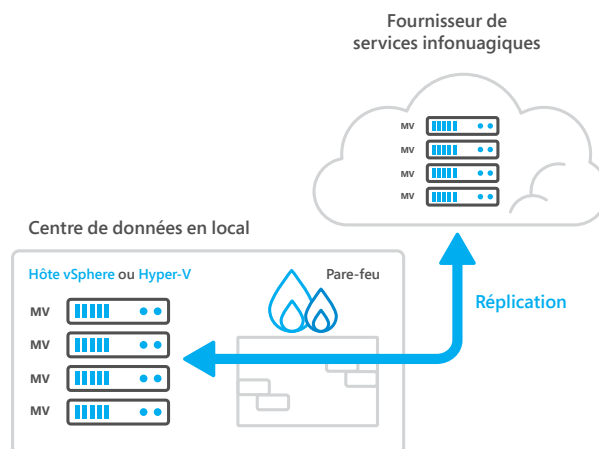 Fournisseur de
services infonuagiques
MV
MV
MV
MV
Centre de données en local
Hôte vSphere ou Hyper-V
Pare-feu
MV
MV
MV
MV
Réplication